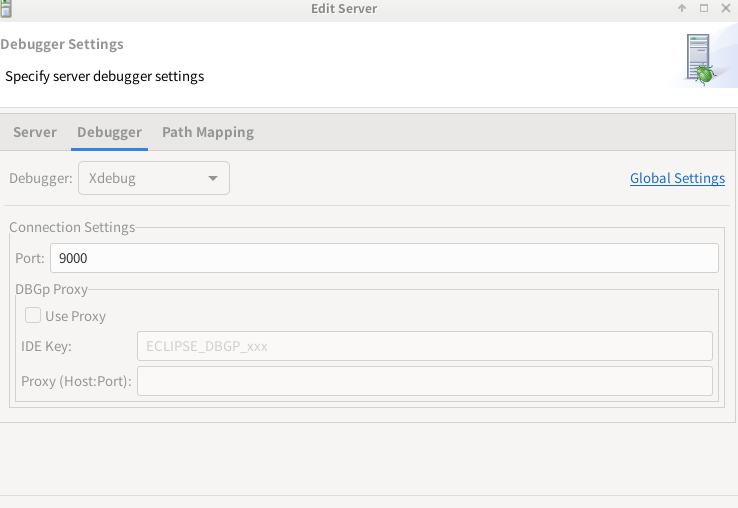 Edit Server
Debugger Settings
Specify server debugger settings
Server Debugger Path Mapping
Debugger: Xdebug Global Settings
Connection Settings
Port: 9000
DBGp Proxy
Use Proxy
IDE Key: ECLIPSE_DBGP_xxx
Proxy (Host:Port):